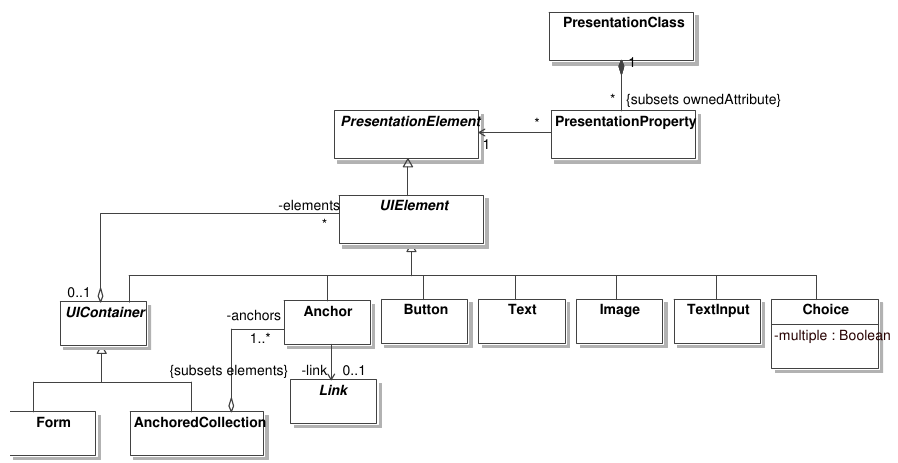 PresentationClass
1
* {subsets ownedAttribute}
PresentationElement
*
PresentationProperty
1
-elements
UIElement
*
0..1
UIContainer
-anchors
Anchor
Button
Text
Image
TextInput
Choice
1..*
-multiple : Boolean
{subsets elements}
-link
0..1
Link
Form
AnchoredCollection